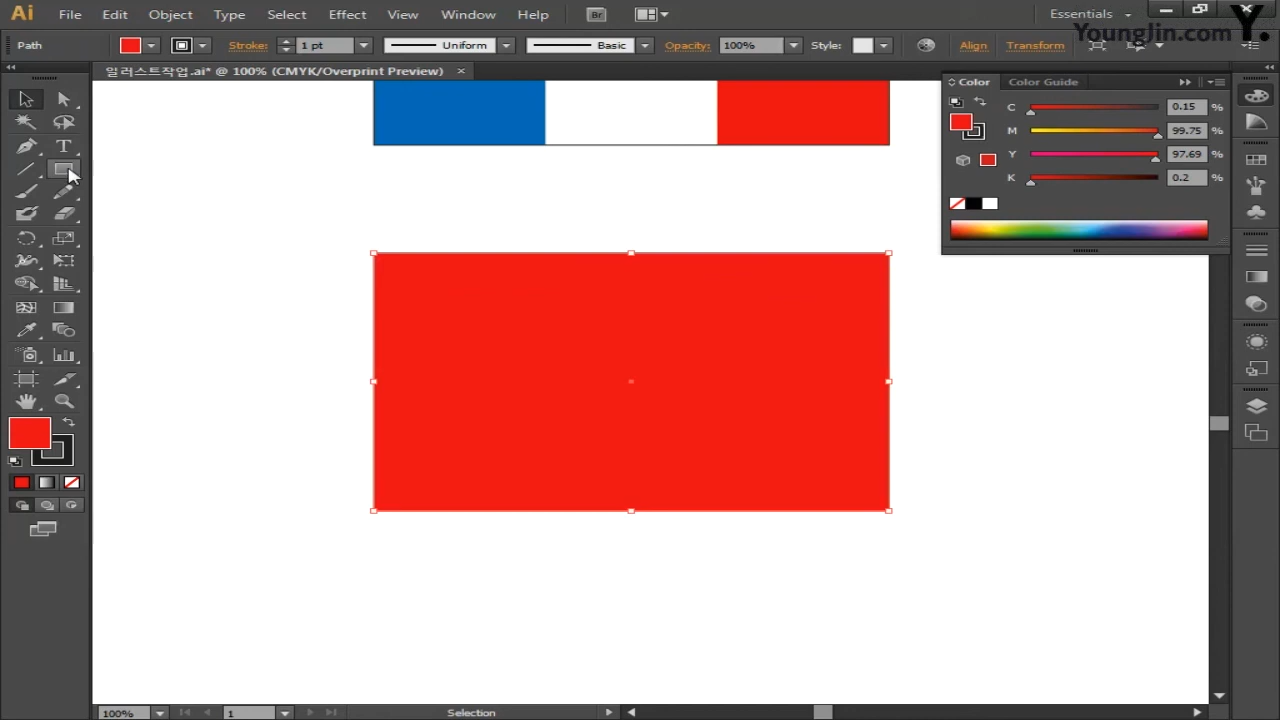 Ai File Edit Object Type Select Effect View Window Help Br Essentials
YoungJin.com Y.
Path Stroke: 1 pt Uniform Basic Opacity: 100% Style: Align Transform
일러스트작업.ai* @ 100% (CMYK/Overprint Preview) ×
Color Color Guide
C 0.15 %
M 99.75 %
Y 97.69 %
K 0.2 %
T
100% 1 Selection